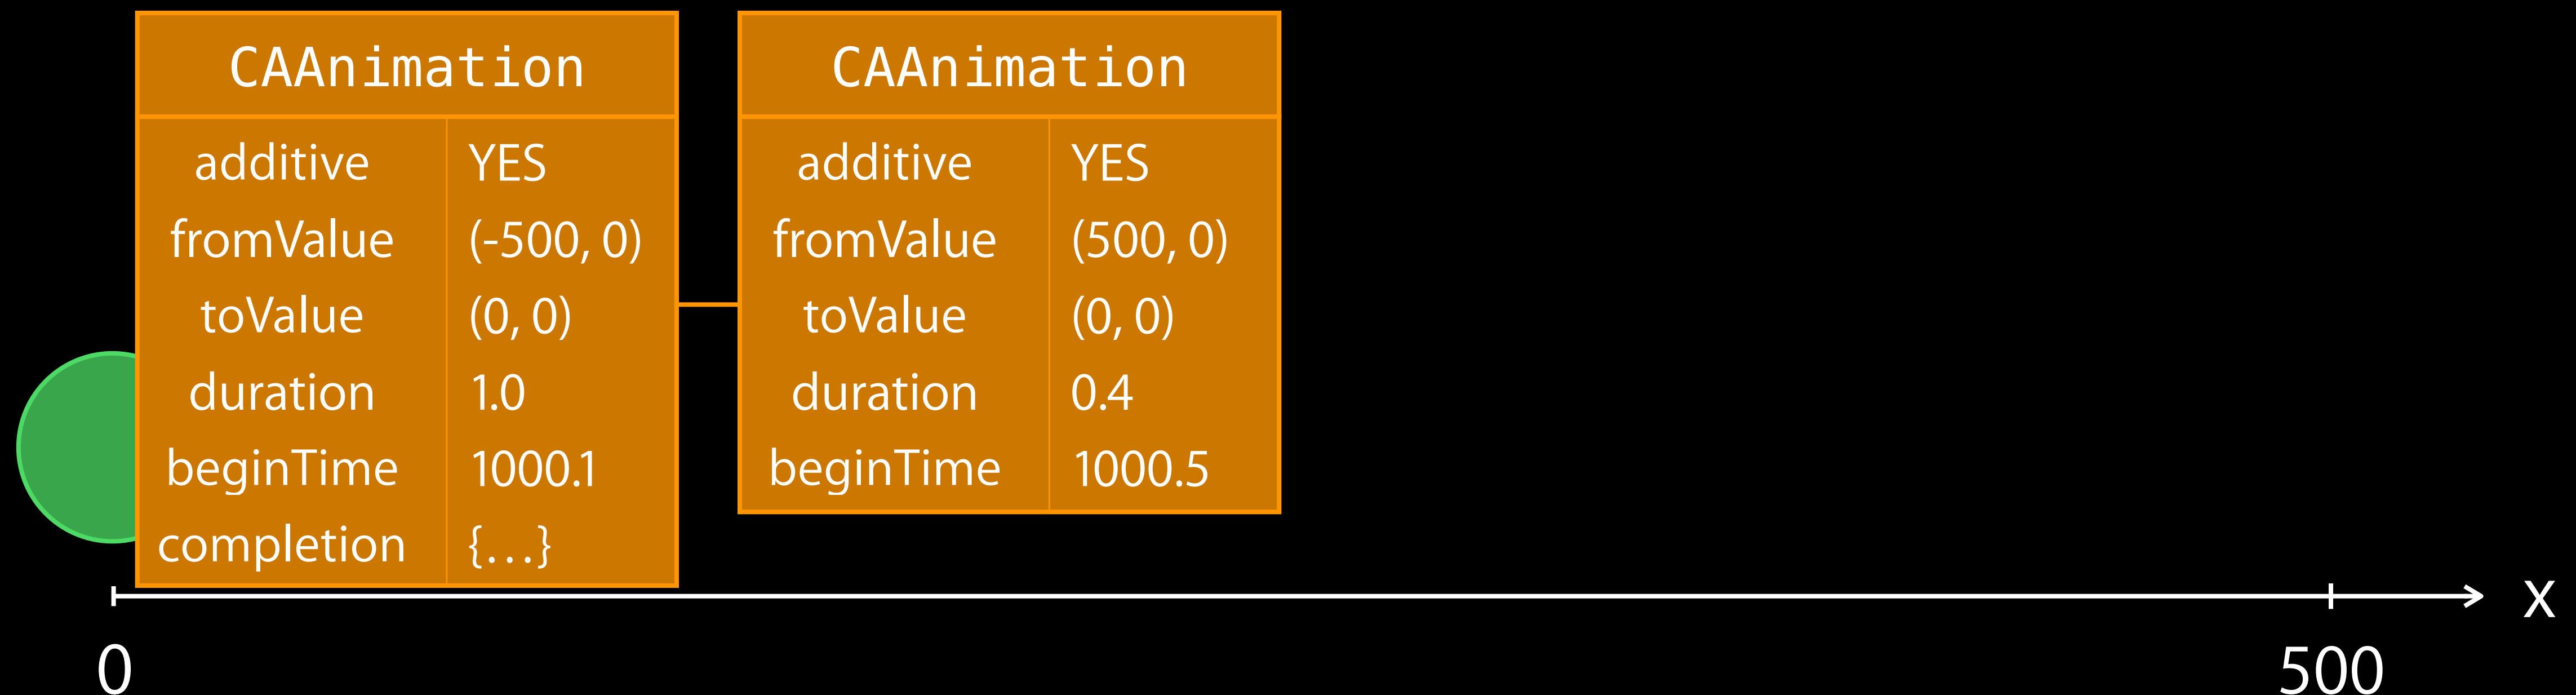 CAAnimation
additive YES
fromValue (-500, 0)
toValue (0, 0)
duration 1.0
beginTime 1000.1
completion {…}
CAAnimation
additive YES
fromValue (500, 0)
toValue (0, 0)
duration 0.4
beginTime 1000.5
x
0
500